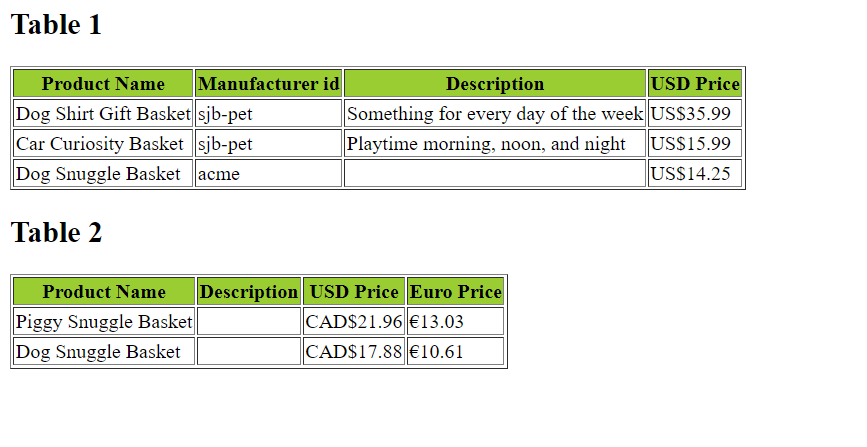 Table 1
Product Name Manufacturer id Description USD Price
Dog Shirt Gift Basket sjb-pet Something for every day of the week US$35.99
Car Curiosity Basket sjb-pet Playtime morning, noon, and night US$15.99
Dog Snuggle Basket acme US$14.25
Table 2
Product Name Description USD Price Euro Price
Piggy Snuggle Basket CAD$21.96 €13.03
Dog Snuggle Basket CAD$17.88 €10.61